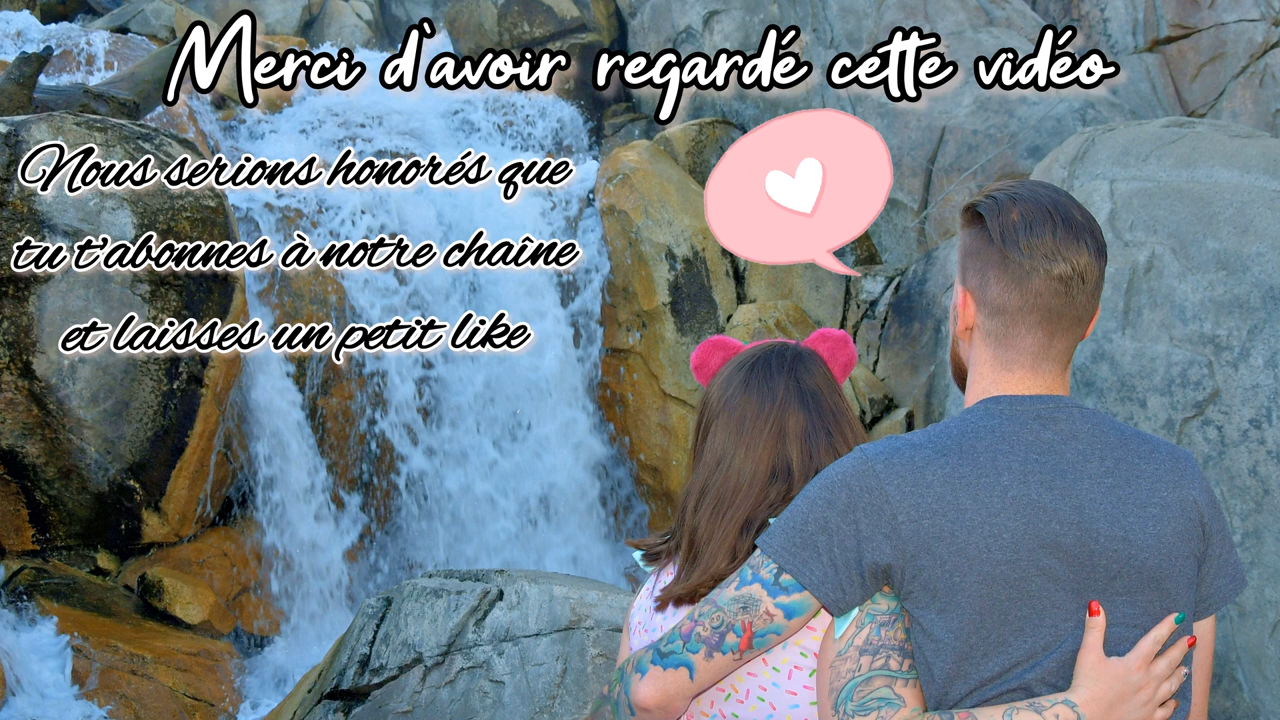 Merci d'avoir regardé cette vidéo
Nous serions honorés que
tu t'abonnes à notre chaîne
et laisses un petit like